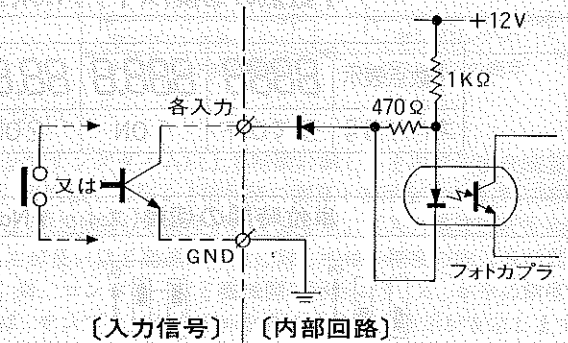 +12V
1KΩ
470Ω
各入力
又は
GND
フォトカプラ
〔入力信号〕
〔内部回路〕